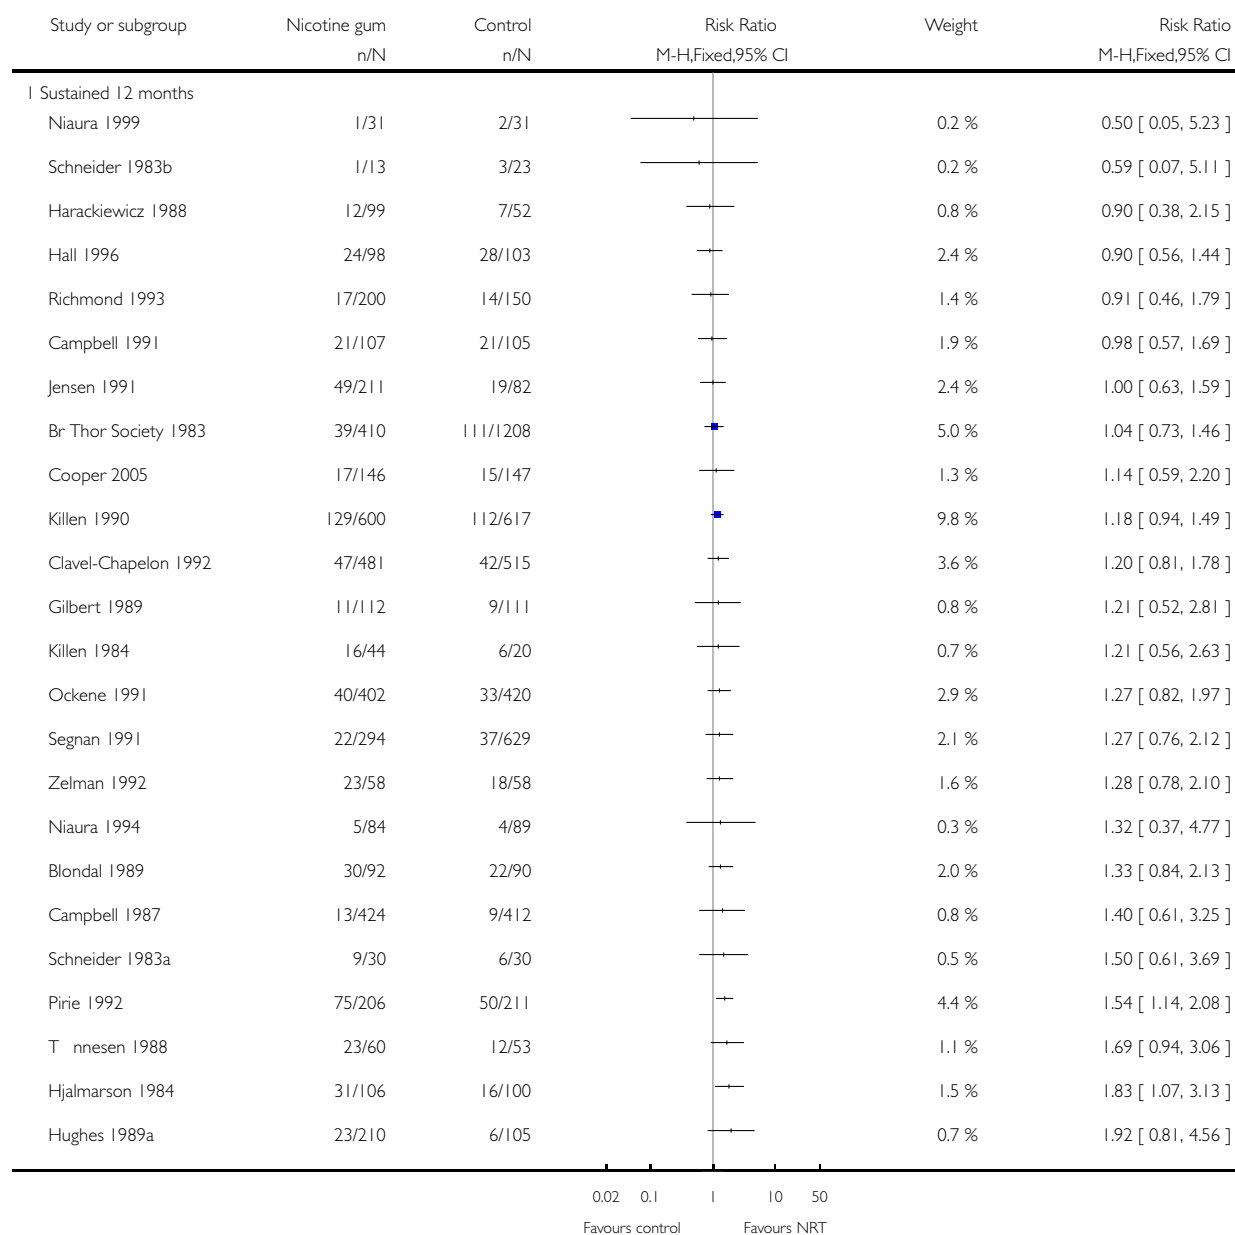 Study or subgroup Nicotine gum Control Risk Ratio Weight Risk Ratio
n/N n/N M-H,Fixed,95% CI M-H,Fixed,95% CI
1 Sustained 12 months
Niaura 1999 1/31 2/31 0.2 % 0.50 [ 0.05, 5.23 ]
Schneider 1983b 1/13 3/23 0.2 % 0.59 [ 0.07, 5.11 ]
Harackiewicz 1988 12/99 7/52 0.8 % 0.90 [ 0.38, 2.15 ]
Hall 1996 24/98 28/103 2.4 % 0.90 [ 0.56, 1.44 ]
Richmond 1993 17/200 14/150 1.4 % 0.91 [ 0.46, 1.79 ]
Campbell 1991 21/107 21/105 1.9 % 0.98 [ 0.57, 1.69 ]
Jensen 1991 49/211 19/82 2.4 % 1.00 [ 0.63, 1.59 ]
Br Thor Society 1983 39/410 111/1208 5.0 % 1.04 [ 0.73, 1.46 ]
Cooper 2005 17/146 15/147 1.3 % 1.14 [ 0.59, 2.20 ]
Killen 1990 129/600 112/617 9.8 % 1.18 [ 0.94, 1.49 ]
Clavel-Chapelon 1992 47/481 42/515 3.6 % 1.20 [ 0.81, 1.78 ]
Gilbert 1989 11/112 9/111 0.8 % 1.21 [ 0.52, 2.81 ]
Killen 1984 16/44 6/20 0.7 % 1.21 [ 0.56, 2.63 ]
Ockene 1991 40/402 33/420 2.9 % 1.27 [ 0.82, 1.97 ]
Segnan 1991 22/294 37/629 2.1 % 1.27 [ 0.76, 2.12 ]
Zelman 1992 23/58 18/58 1.6 % 1.28 [ 0.78, 2.10 ]
Niaura 1994 5/84 4/89 0.3 % 1.32 [ 0.37, 4.77 ]
Blondal 1989 30/92 22/90 2.0 % 1.33 [ 0.84, 2.13 ]
Campbell 1987 13/424 9/412 0.8 % 1.40 [ 0.61, 3.25 ]
Schneider 1983a 9/30 6/30 0.5 % 1.50 [ 0.61, 3.69 ]
Pirie 1992 75/206 50/211 4.4 % 1.54 [ 1.14, 2.08 ]
T nnesen 1988 23/60 12/53 1.1 % 1.69 [ 0.94, 3.06 ]
Hjalmarson 1984 31/106 16/100 1.5 % 1.83 [ 1.07, 3.13 ]
Hughes 1989a 23/210 6/105 0.7 % 1.92 [ 0.81, 4.56 ]
0.02 0.1 1 10 50
Favours control Favours NRT